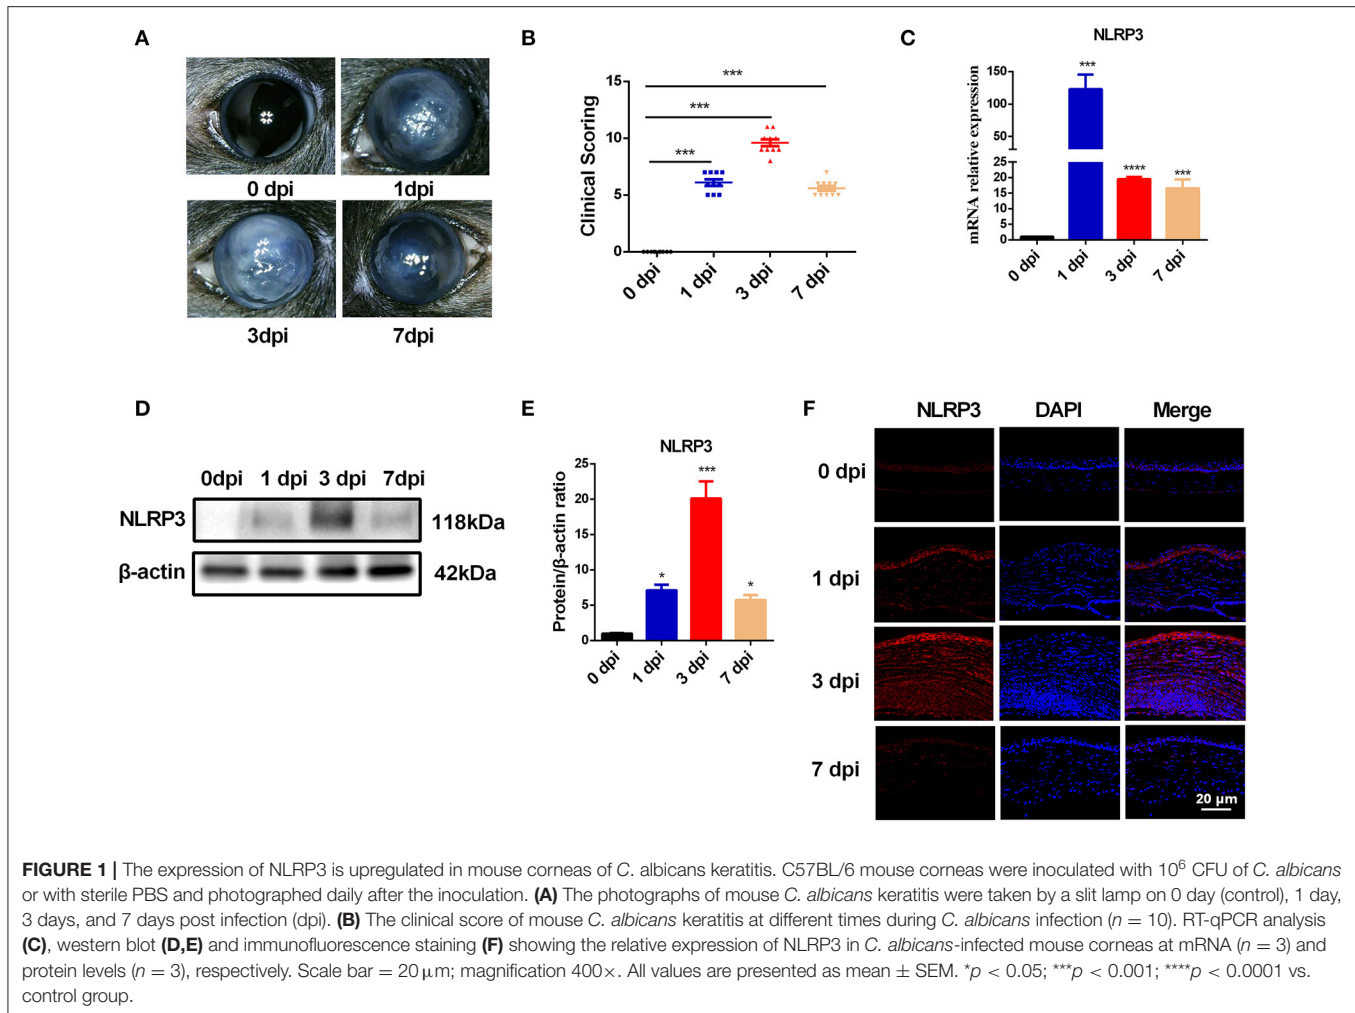 A
0 dpi
1dpi
3dpi
7dpi
B
Clinical Scoring
15
10
5
0
***
***
***
0 dpi
1 dpi
3 dpi
7 dpi
C
NLRP3
mRNA relative expression
150
125
100
75
50
20
15
10
5
0
***
****
***
0 dpi
1 dpi
3 dpi
7 dpi
D
0dpi 1 dpi 3 dpi 7dpi
NLRP3 118kDa
β-actin 42kDa
E
NLRP3
Protein/β-actin ratio
25
20
15
10
5
0
*
***
*
0 dpi
1 dpi
3 dpi
7 dpi
F
NLRP3 DAPI Merge
0 dpi
1 dpi
3 dpi
7 dpi
20 μm
FIGURE 1 | The expression of NLRP3 is upregulated in mouse corneas of C. albicans keratitis. C57BL/6 mouse corneas were inoculated with 10⁶ CFU of C. albicans
or with sterile PBS and photographed daily after the inoculation. (A) The photographs of mouse C. albicans keratitis were taken by a slit lamp on 0 day (control), 1 day,
3 days, and 7 days post infection (dpi). (B) The clinical score of mouse C. albicans keratitis at different times during C. albicans infection (n = 10). RT-qPCR analysis
(C), western blot (D,E) and immunofluorescence staining (F) showing the relative expression of NLRP3 in C. albicans-infected mouse corneas at mRNA (n = 3) and
protein levels (n = 3), respectively. Scale bar = 20 μm; magnification 400×. All values are presented as mean ± SEM. *p < 0.05; ***p < 0.001; ****p < 0.0001 vs.
control group.